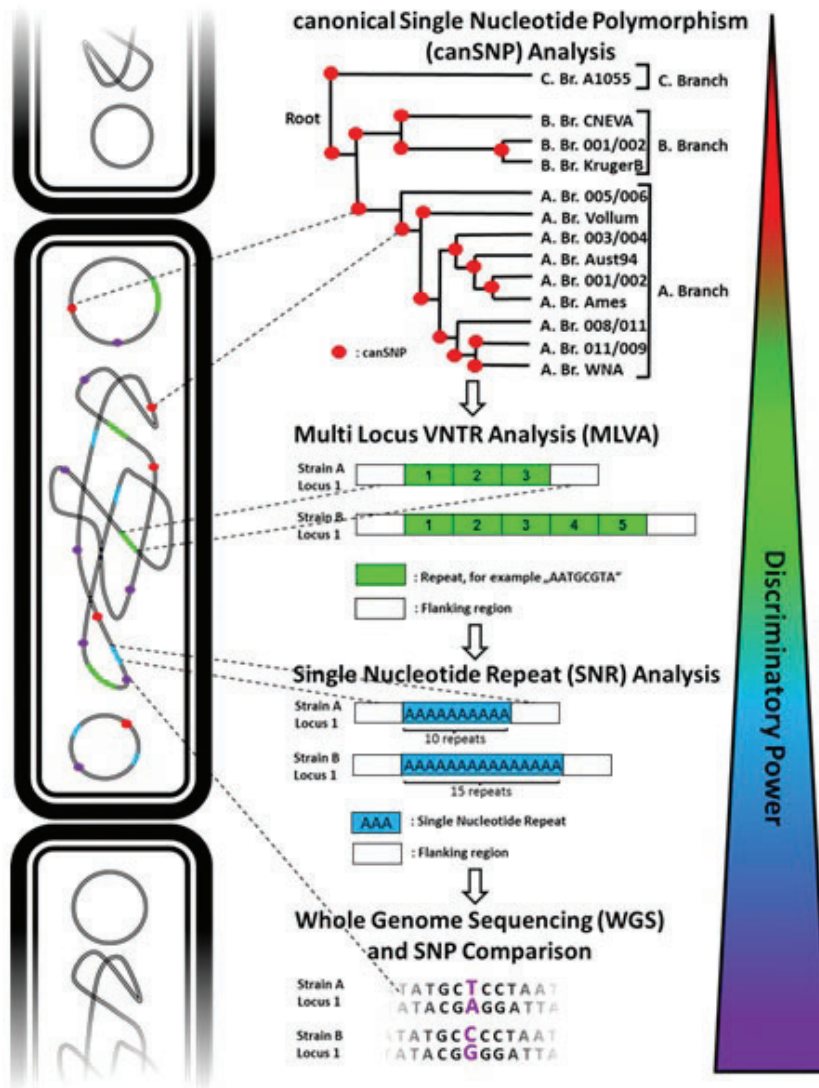 canonical Single Nucleotide Polymorphism
(canSNP) Analysis
Root
C. Br. A1055
C. Branch
B. Br. CNEVA
B. Br. 001/002
B. Br. KrugerB
B. Branch
A. Br. 005/006
A. Br. Vollum
A. Br. 003/004
A. Br. Aust94
A. Br. 001/002
A. Br. Ames
A. Br. 008/011
A. Br. 011/009
A. Br. WNA
A. Branch
: canSNP
Multi Locus VNTR Analysis (MLVA)
Strain A
Locus 1
1 2 3
Strain B
Locus 1
1 2 3 4 5
: Repeat, for example „AATGCGTA“
: Flanking region
Single Nucleotide Repeat (SNR) Analysis
Strain A
Locus 1
AAAAAAAAAA
10 repeats
Strain B
Locus 1
AAAAAAAAAAAAAAA
15 repeats
AAA : Single Nucleotide Repeat
: Flanking region
Whole Genome Sequencing (WGS)
and SNP Comparison
Strain A
Locus 1
TATGCTCCTAAT
ATACGAGGATTA
Strain B
Locus 1
TATGCCCCTAAT
ATACGGGGATTA
Discriminatory Power